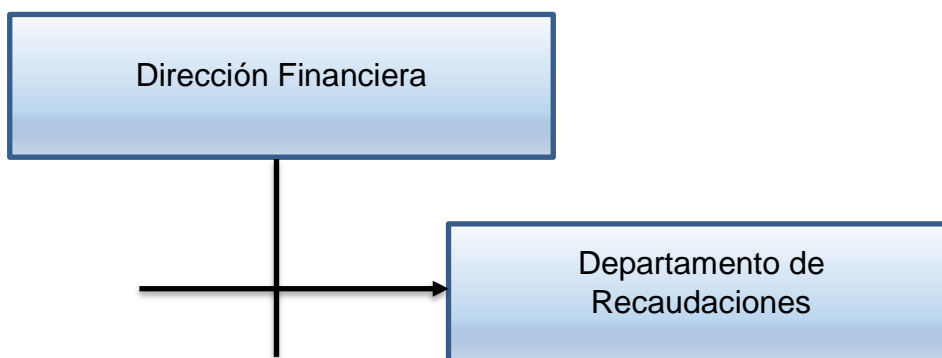 Dirección Financiera
Departamento de
Recaudaciones